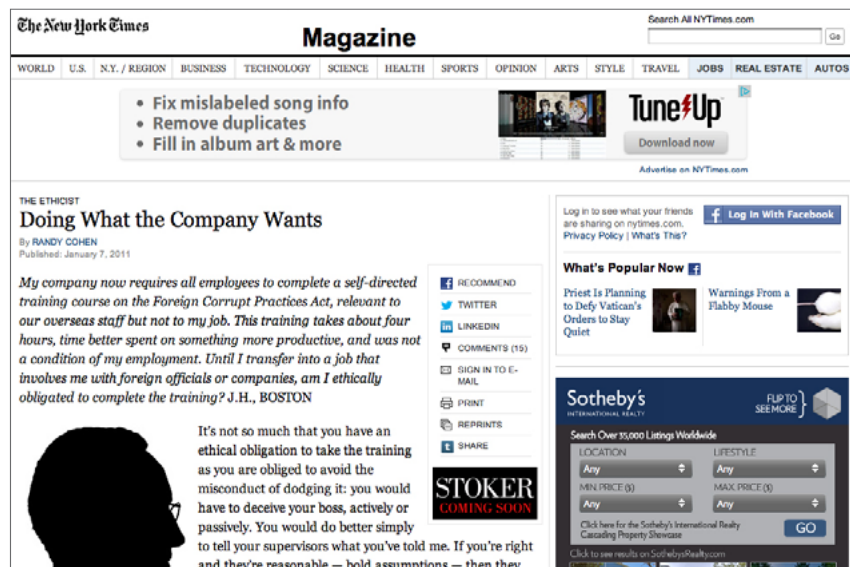 The New York Times
Magazine
Search All NYTimes.com
Go
WORLD U.S. N.Y. / REGION BUSINESS TECHNOLOGY SCIENCE HEALTH SPORTS OPINION ARTS STYLE TRAVEL JOBS REAL ESTATE AUTOS
• Fix mislabeled song info
• Remove duplicates
• Fill in album art & more
TuneUp
Download now
Advertise on NYTimes.com
THE ETHICIST
Doing What the Company Wants
By RANDY COHEN
Published: January 7, 2011
My company now requires all employees to complete a self-directed
training course on the Foreign Corrupt Practices Act, relevant to
our overseas staff but not to my job. This training takes about four
hours, time better spent on something more productive, and was not
a condition of my employment. Until I transfer into a job that
involves me with foreign officials or companies, am I ethically
obligated to complete the training? J.H., BOSTON
It's not so much that you have an
ethical obligation to take the training
as you are obliged to avoid the
misconduct of dodging it: you would
have to deceive your boss, actively or
passively. You would do better simply
to tell your supervisors what you've told me. If you're right
and they're reasonable — bold assumptions — then they
RECOMMEND
TWITTER
LINKEDIN
COMMENTS (15)
SIGN IN TO E-
MAIL
PRINT
REPRINTS
SHARE
STOKER
COMING SOON
Log in to see what your friends
are sharing on nytimes.com.
Privacy Policy | What's This?
Log In With Facebook
What's Popular Now
Priest Is Planning
to Defy Vatican's
Orders to Stay
Quiet
Warnings From a
Flabby Mouse
Sotheby's
INTERNATIONAL REALTY
FLIP TO
SEE MORE
Search Over 35,000 Listings Worldwide
LOCATION LIFESTYLE
Any Any
MIN. PRICE ($) MAX. PRICE ($)
Any Any
Click here for the Sotheby's International Realty
Cascading Property Showcase
GO
Click to see results on SothebysRealty.com